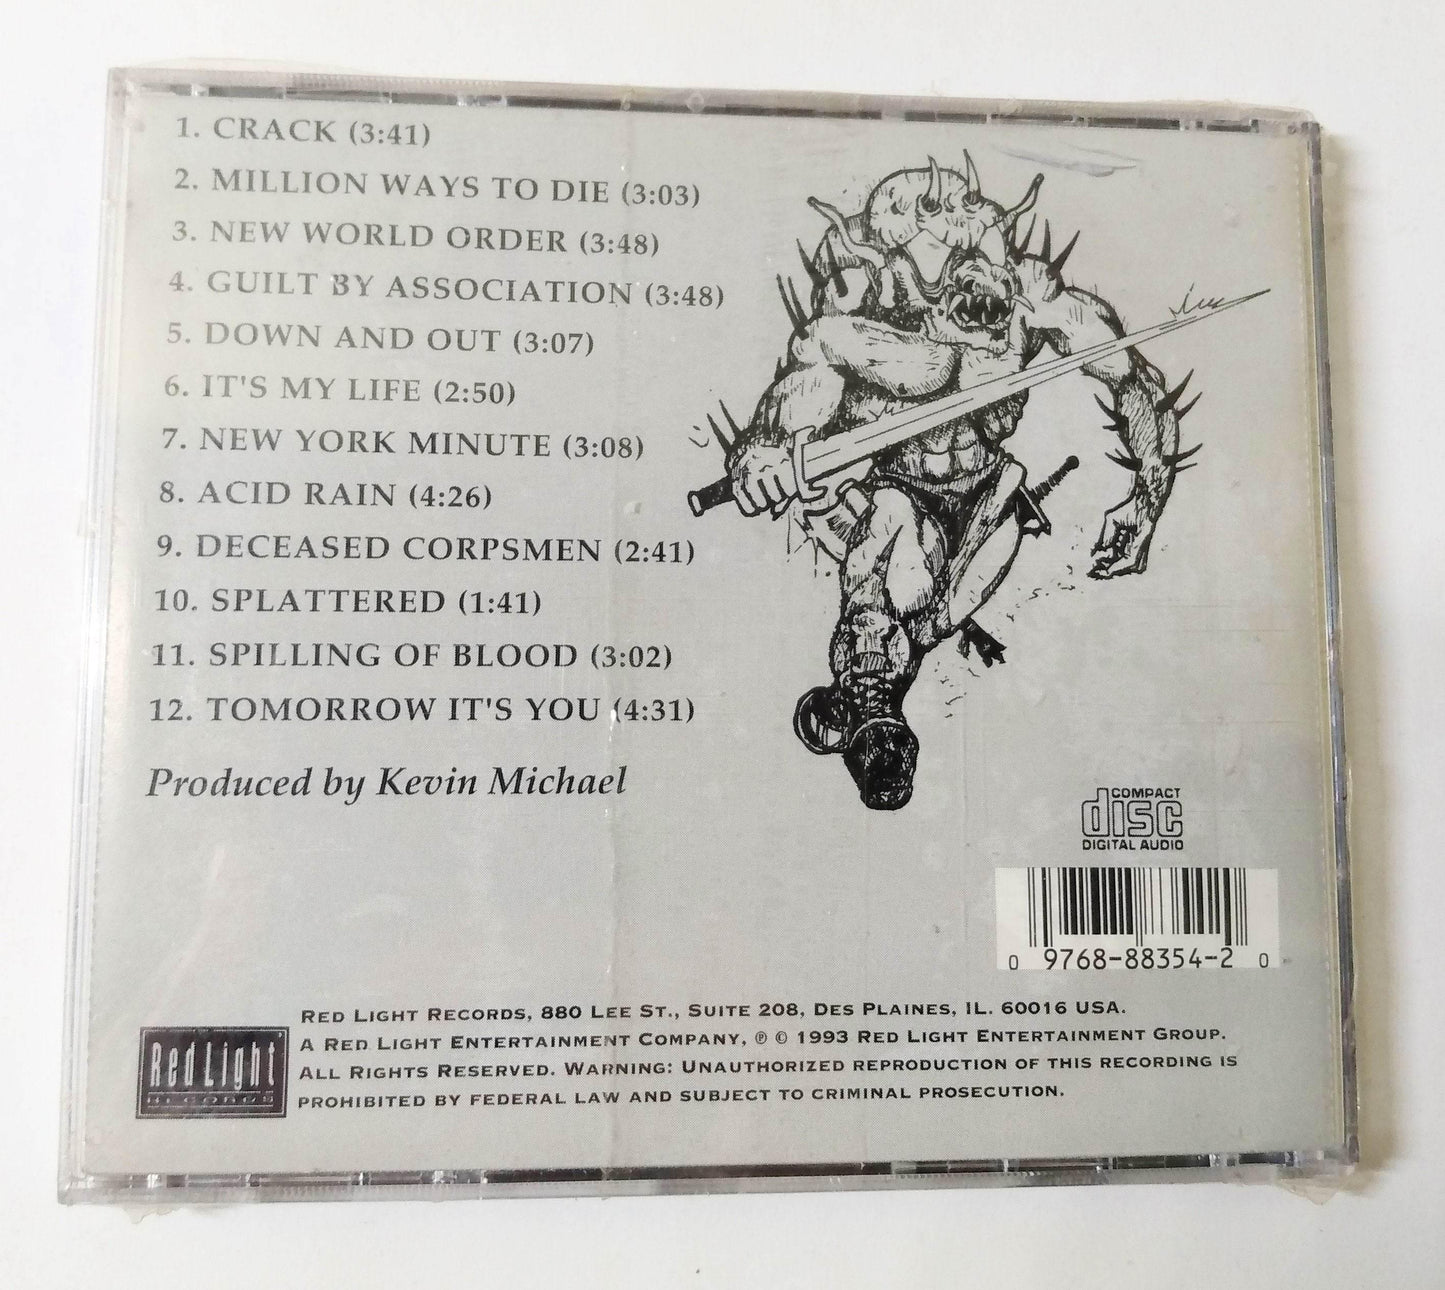 1. CRACK (3:41)
2. MILLION WAYS TO DIE (3:03)
3. NEW WORLD ORDER (3:48)
4. GUILT BY ASSOCIATION (3:48)
5. DOWN AND OUT (3:07)
6. IT'S MY LIFE (2:50)
7. NEW YORK MINUTE (3:08)
8. ACID RAIN (4:26)
9. DECEASED CORPSMEN (2:41)
10. SPLATTERED (1:41)
11. SPILLING OF BLOOD (3:02)
12. TOMORROW IT'S YOU (4:31)
Produced by Kevin Michael
COMPACT
disc
DIGITAL AUDIO
0 9768-88354-2 0
RED LIGHT RECORDS, 880 LEE ST., SUITE 208, DES PLAINES, IL. 60016 USA.
A RED LIGHT ENTERTAINMENT COMPANY, ℗ © 1993 RED LIGHT ENTERTAINMENT GROUP.
ALL RIGHTS RESERVED. WARNING: UNAUTHORIZED REPRODUCTION OF THIS RECORDING IS
PROHIBITED BY FEDERAL LAW AND SUBJECT TO CRIMINAL PROSECUTION.
Red Light
RECORDS